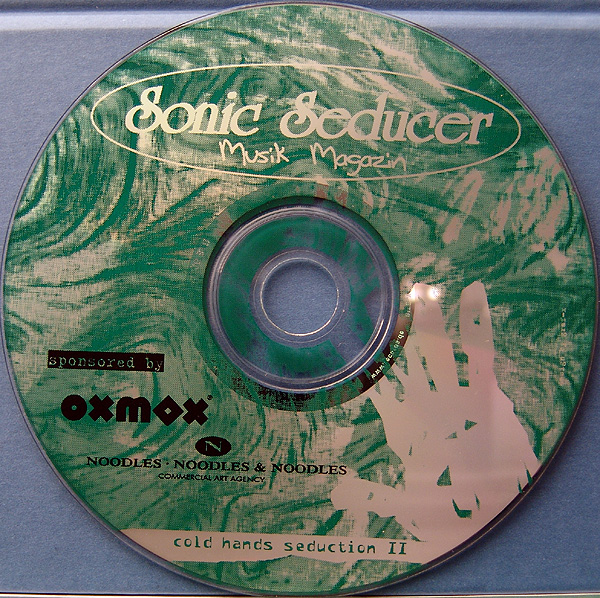 Sonic Seducer
Musik Magazin
sponsored by
oxmox
N
NOODLES · NOODLES & NOODLES
COMMERCIAL ART AGENCY
cold hands seduction II